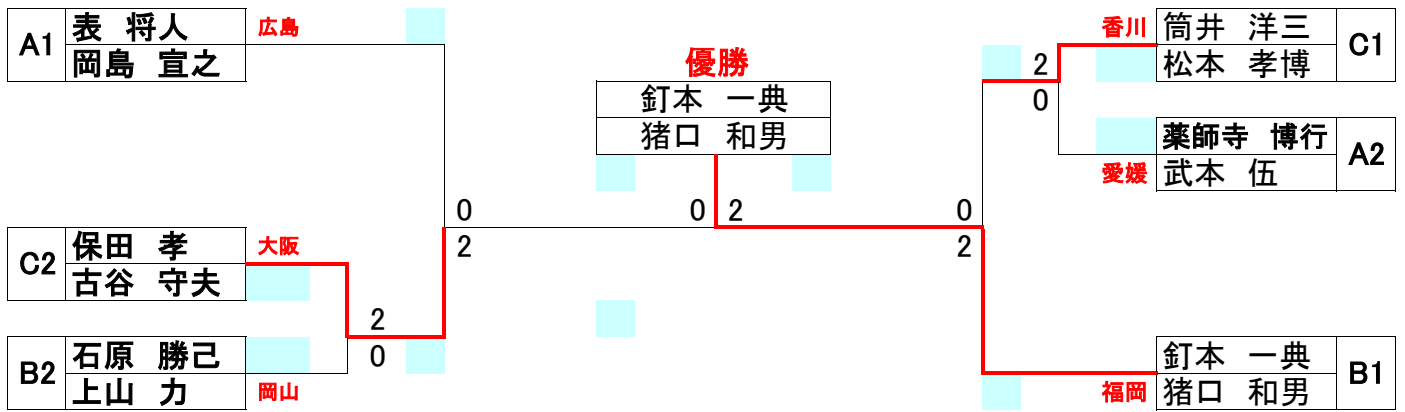 A1 表 将人 広島
岡島 宣之
C2 保田 孝 大阪
古谷 守夫
B2 石原 勝己
上山 力 岡山
2
0
0
2
優勝
釘本 一典
猪口 和男
0 2
0
2
2
0
香川 筒井 洋三 C1
松本 孝博
薬師寺 博行 A2
愛媛 武本 伍
釘本 一典 B1
福岡 猪口 和男